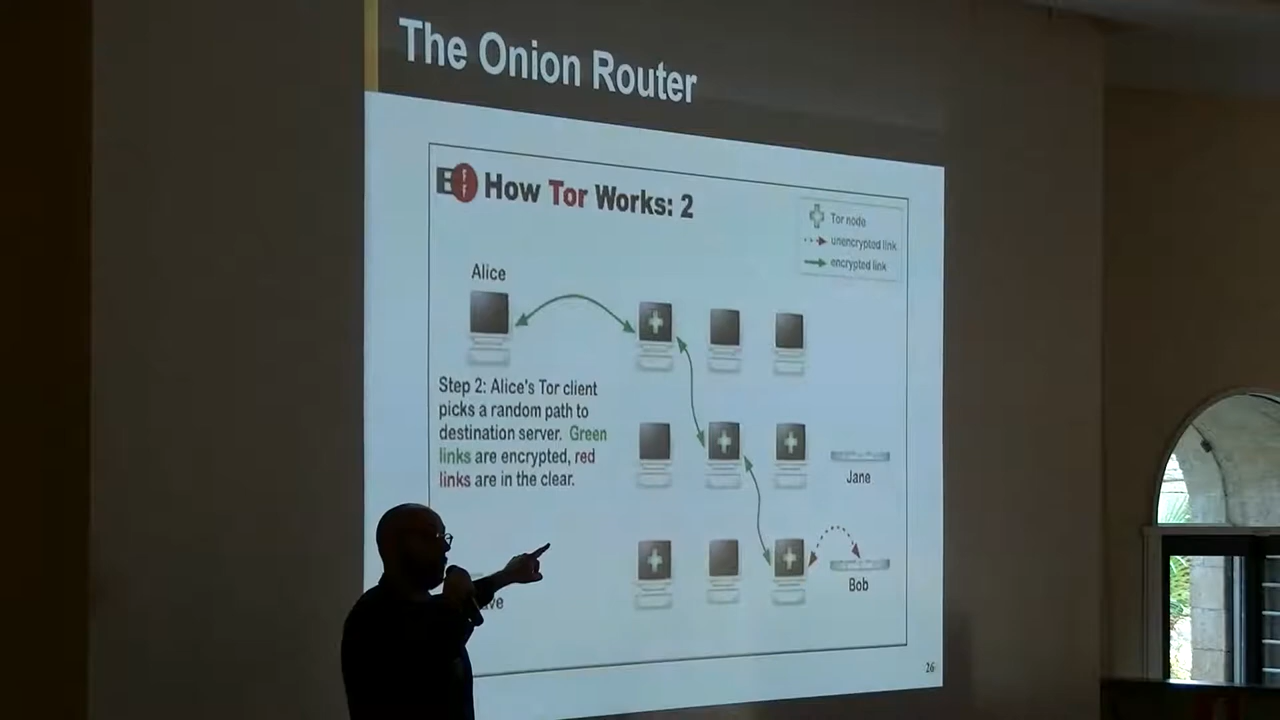 The Onion Router
EFF How Tor Works: 2
Tor node
unencrypted link
encrypted link
Alice
Step 2: Alice's Tor client
picks a random path to
destination server. Green
links are encrypted, red
links are in the clear.
Jane
Bob
26